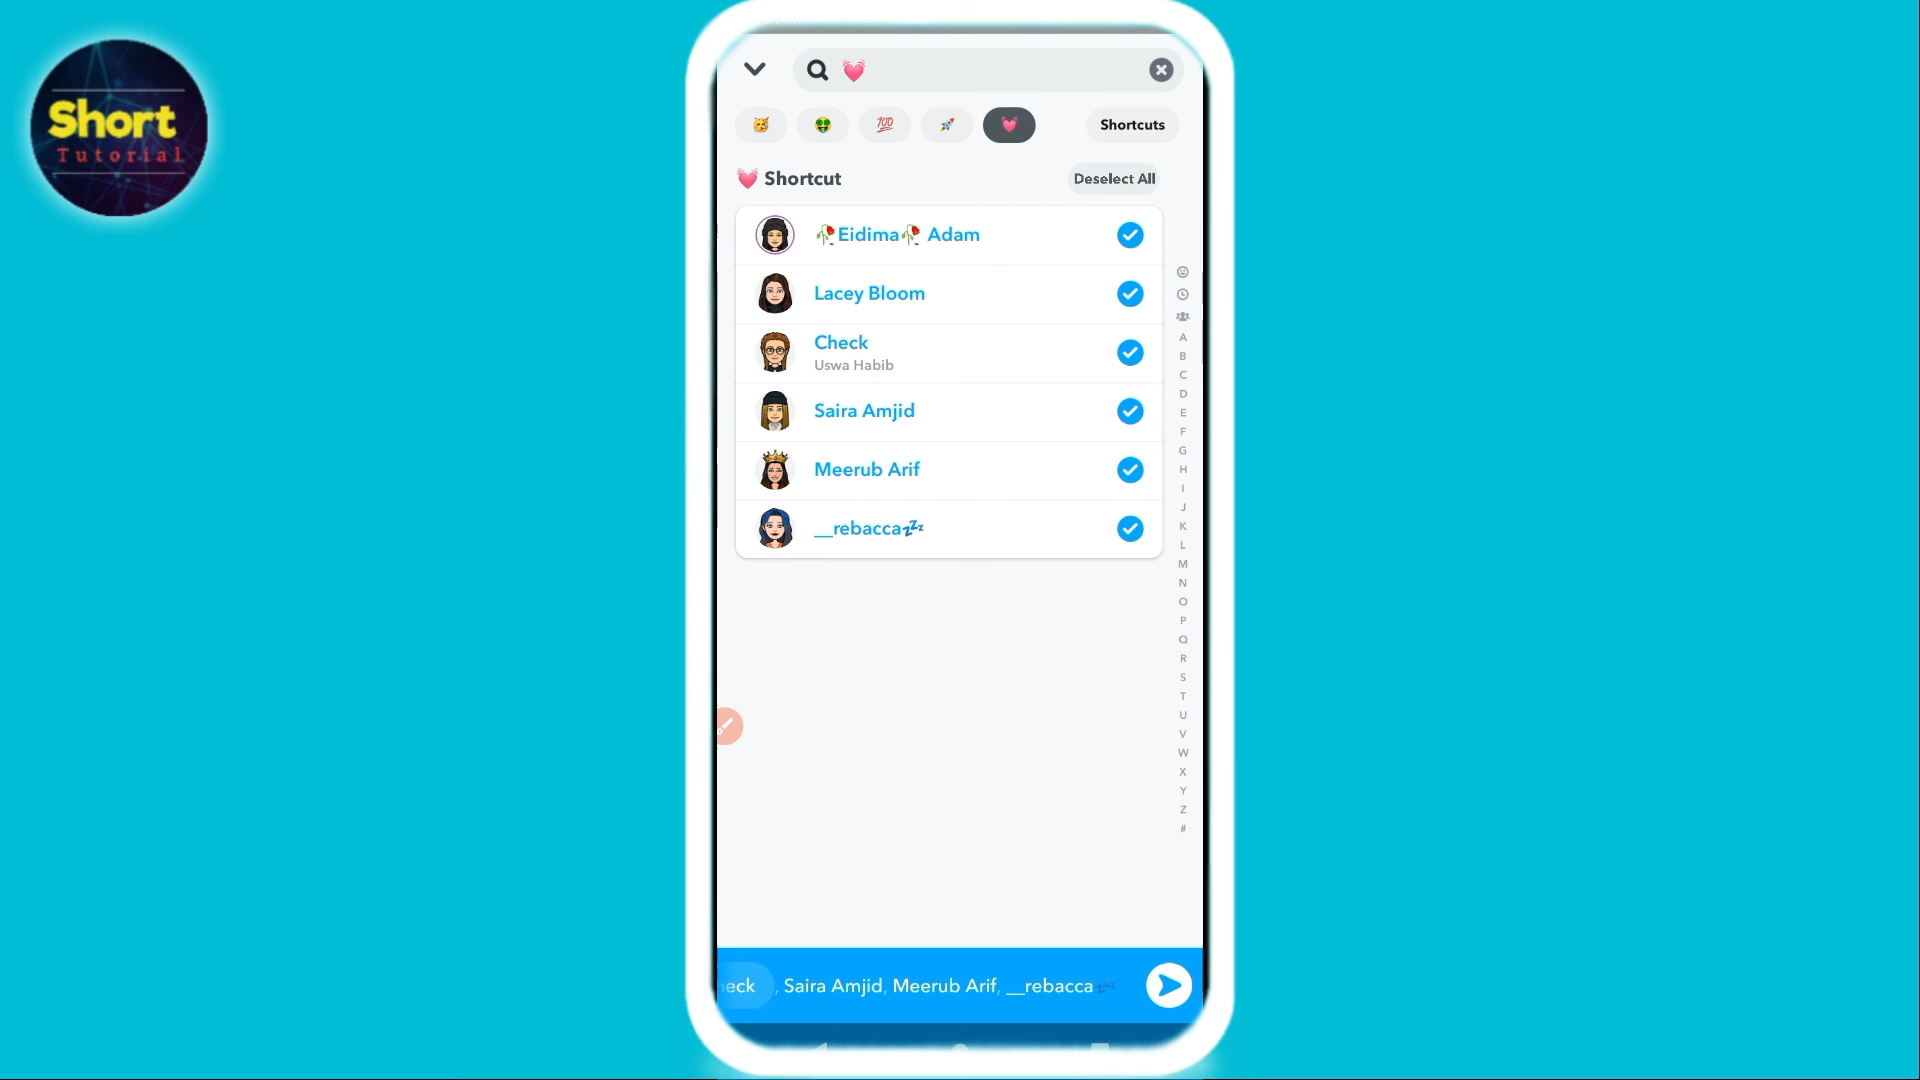 Short
Tutorial
💓
🥳 🤑 💯 🚀 💓 Shortcuts
💓 Shortcut
Deselect All
🥀Eidima🥀 Adam
Lacey Bloom
Check
Uswa Habib
Saira Amjid
Meerub Arif
__rebacca💤
A
B
C
D
E
F
G
H
I
J
K
L
M
N
O
P
Q
R
S
T
U
V
W
X
Y
Z
#
eck , Saira Amjid, Meerub Arif, __rebacca💤